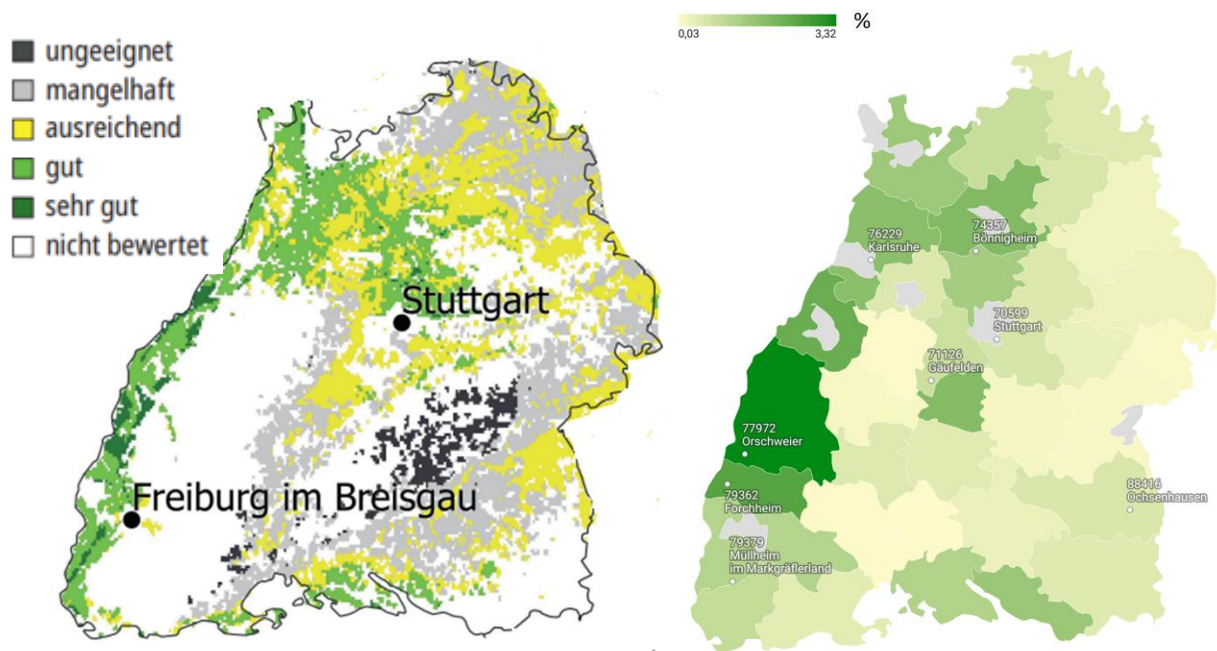 ungeeignet
mangelhaft
ausreichend
gut
sehr gut
nicht bewertet
Stuttgart
Freiburg im Breisgau
%
0,03
3,32
76229
Karlsruhe
74357
Bönnigheim
70599
Stuttgart
71126
Gäufelden
77972
Orschweier
79362
Forchheim
79379
Müllheim
im Markgräflerland
88416
Ochsenhausen